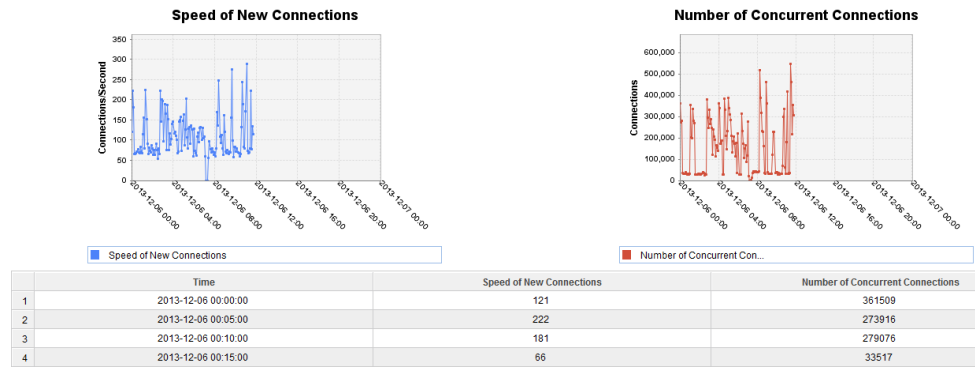 Speed of New Connections
Number of Concurrent Connections
Connections/Second
350
300
250
200
150
100
50
0
2013-12-06 00:00
2013-12-06 04:00
2013-12-06 08:00
2013-12-06 12:00
2013-12-06 16:00
2013-12-06 20:00
2013-12-07 00:00
Speed of New Connections
Connections
600,000
500,000
400,000
300,000
200,000
100,000
0
2013-12-06 00:00
2013-12-06 04:00
2013-12-06 08:00
2013-12-06 12:00
2013-12-06 16:00
2013-12-06 20:00
2013-12-07 00:00
Number of Concurrent Con...
Time Speed of New Connections Number of Concurrent Connections
1 2013-12-06 00:00:00 121 361509
2 2013-12-06 00:05:00 222 273916
3 2013-12-06 00:10:00 181 279076
4 2013-12-06 00:15:00 66 33517